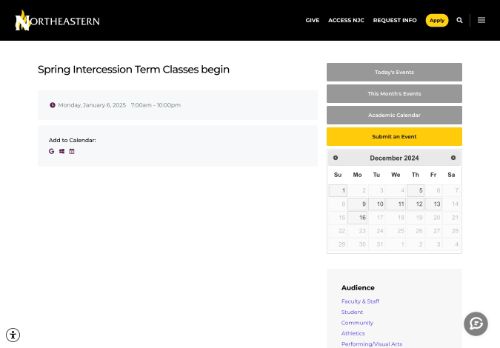 NORTHEASTERN
GIVE ACCESS NJC REQUEST INFO Apply
Spring Intercession Term Classes begin
Monday, January 6, 2025 7:00am - 10:00pm
Add to Calendar:
Today's Events
This Month's Events
Academic Calendar
Submit an Event
December 2024
Su Mo Tu We Th Fr Sa
1 2 3 4 5 6 7
8 9 10 11 12 13 14
15 16 17 18 19 20 21
22 23 24 25 26 27 28
29 30 31 1 2 3 4
Audience
Faculty & Staff
Student
Community
Athletics
Performing/Visual Arts